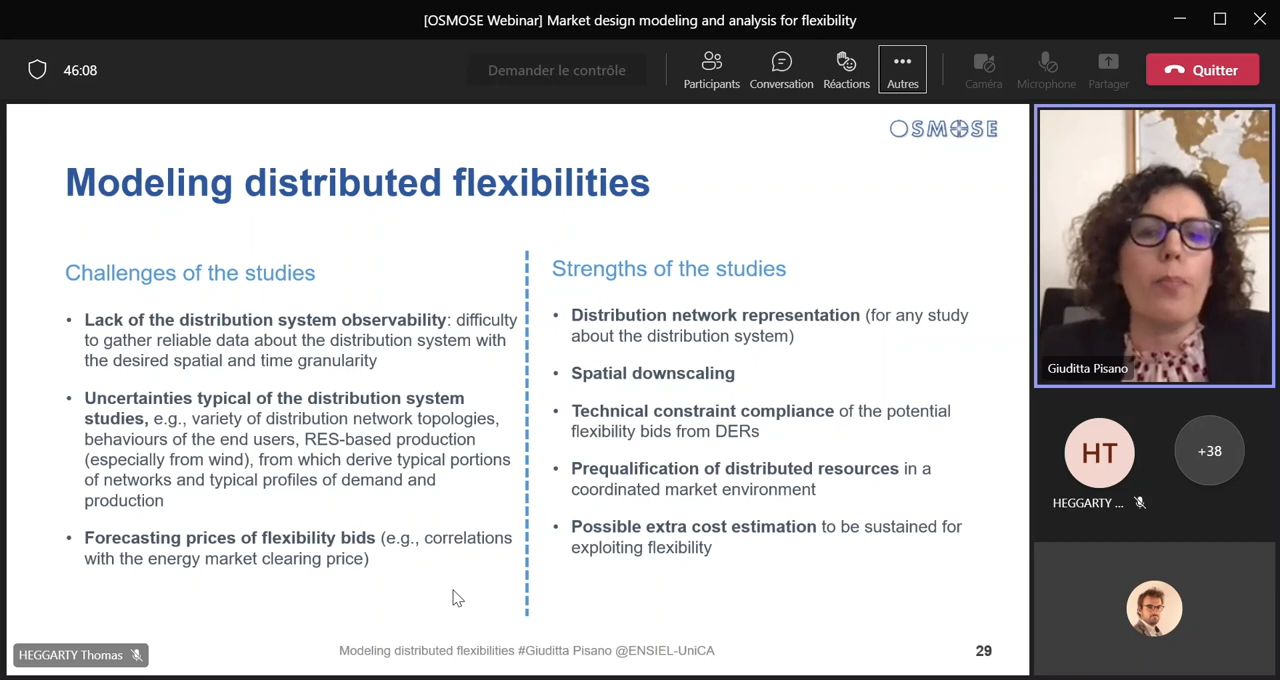 [OSMOSE Webinar] Market design modeling and analysis for flexibility
46:08
Demander le contrôle
Participants
Conversation
Réactions
Autres
Caméra
Microphone
Partager
Quitter
OSMOSE
Modeling distributed flexibilities
Challenges of the studies
• Lack of the distribution system observability: difficulty
to gather reliable data about the distribution system with
the desired spatial and time granularity
• Uncertainties typical of the distribution system
studies, e.g., variety of distribution network topologies,
behaviours of the end users, RES-based production
(especially from wind), from which derive typical portions
of networks and typical profiles of demand and
production
• Forecasting prices of flexibility bids (e.g., correlations
with the energy market clearing price)
Strengths of the studies
• Distribution network representation (for any study
about the distribution system)
• Spatial downscaling
• Technical constraint compliance of the potential
flexibility bids from DERs
• Prequalification of distributed resources in a
coordinated market environment
• Possible extra cost estimation to be sustained for
exploiting flexibility
Modeling distributed flexibilities #Giuditta Pisano @ENSIEL-UniCA
29
HEGGARTY Thomas
Giuditta Pisano
HT
HEGGARTY ...
+38